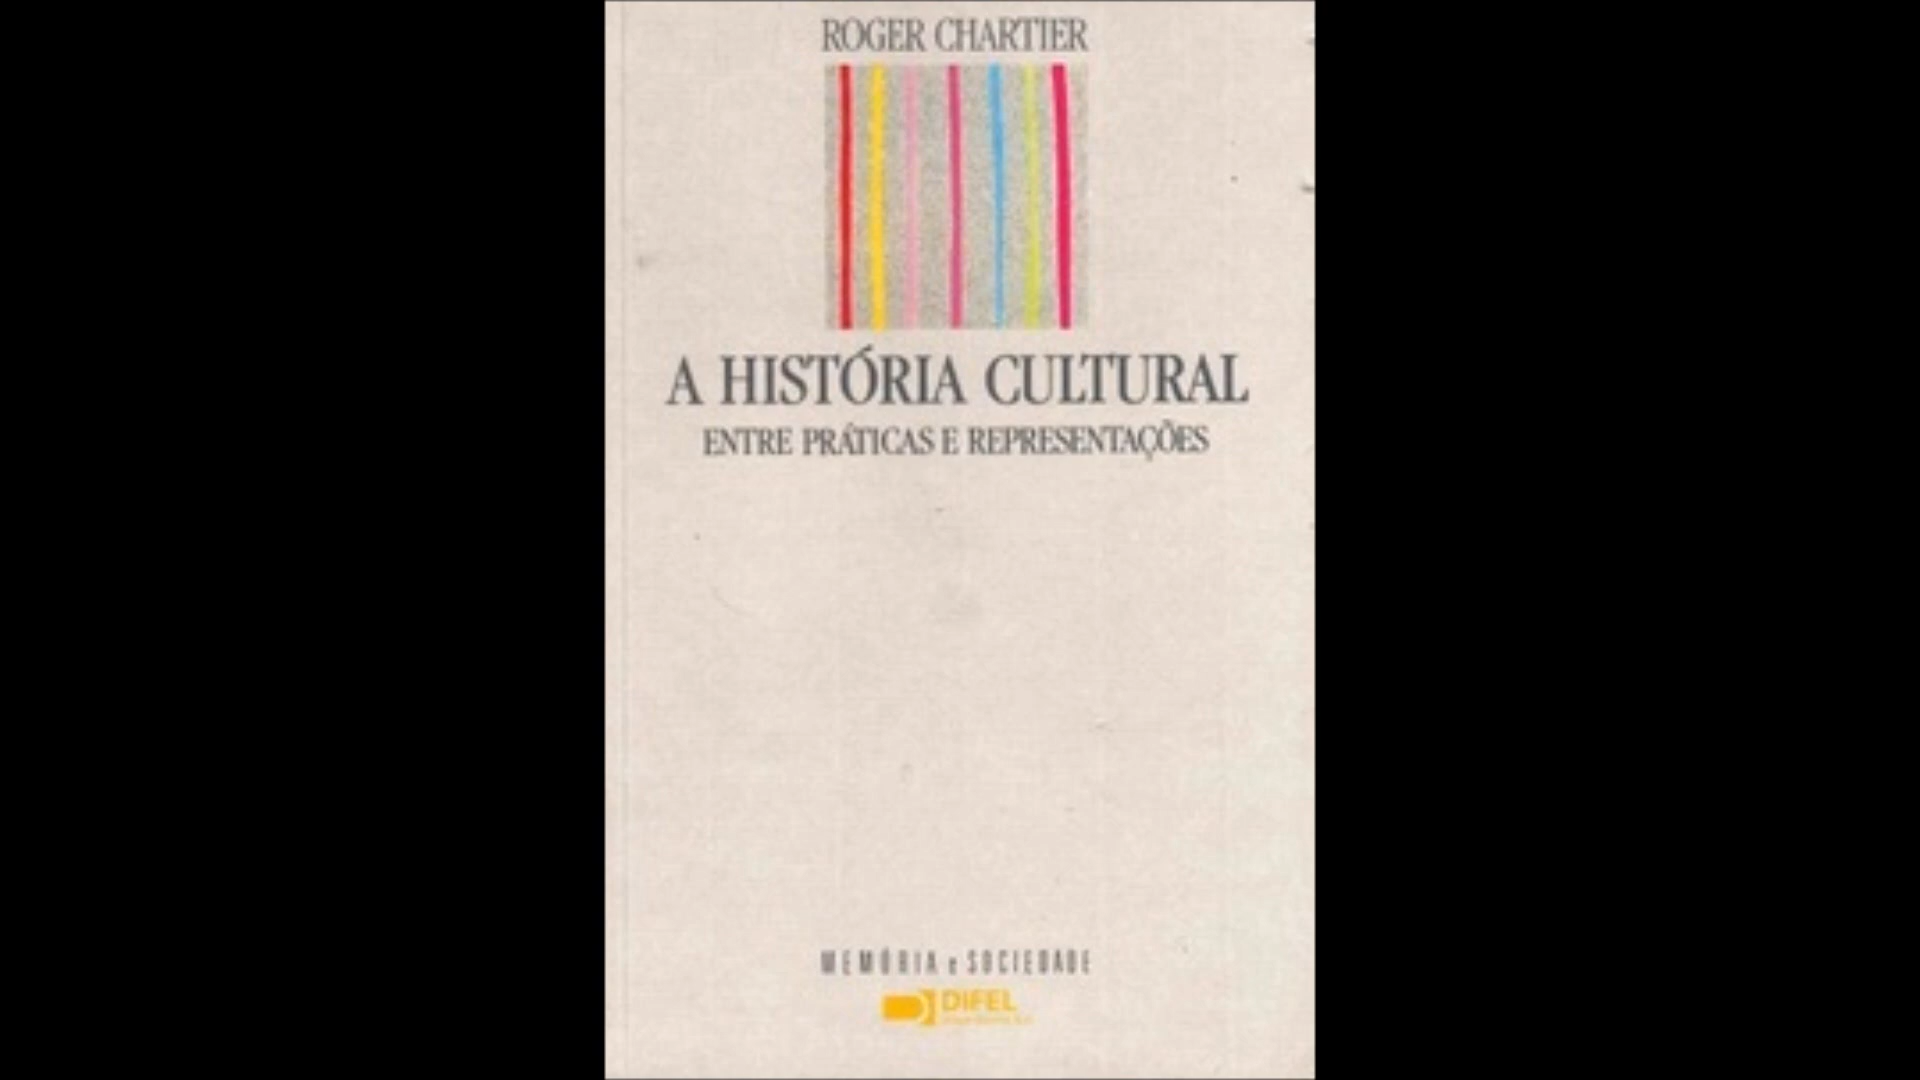 ROGER CHARTIER
A HISTÓRIA CULTURAL
ENTRE PRÁTICAS E REPRESENTAÇÕES
MEMÓRIA e SOCIEDADE
DIFEL